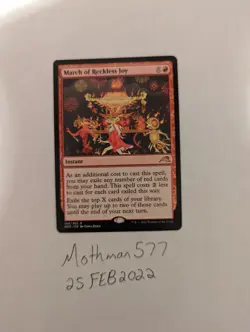 March of Reckless Joy
Instant
As an additional cost to cast this spell,
you may exile any number of red cards
from your hand. This spell costs 2 less
to cast for each card exiled this way.
Exile the top X cards of your library.
You may play up to two of those cards
until the end of your next turn.
Mothman577
25 FEB 2022